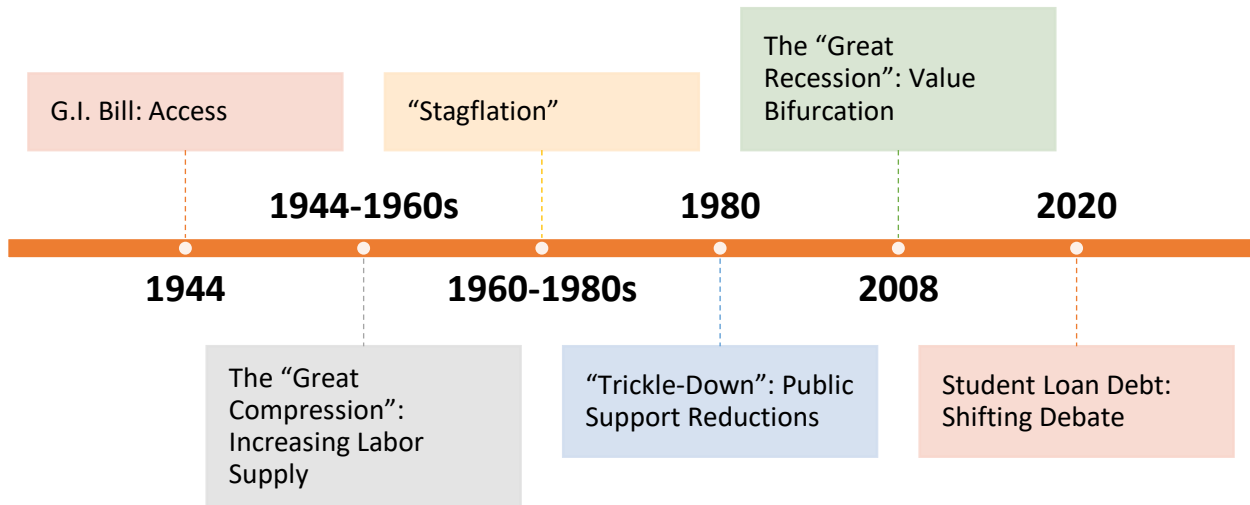 G.I. Bill: Access
“Stagflation”
The “Great
Recession”: Value
Bifurcation
1944-1960s
1980
2020
1944
1960-1980s
2008
The “Great
Compression”:
Increasing Labor
Supply
“Trickle-Down”: Public
Support Reductions
Student Loan Debt:
Shifting Debate